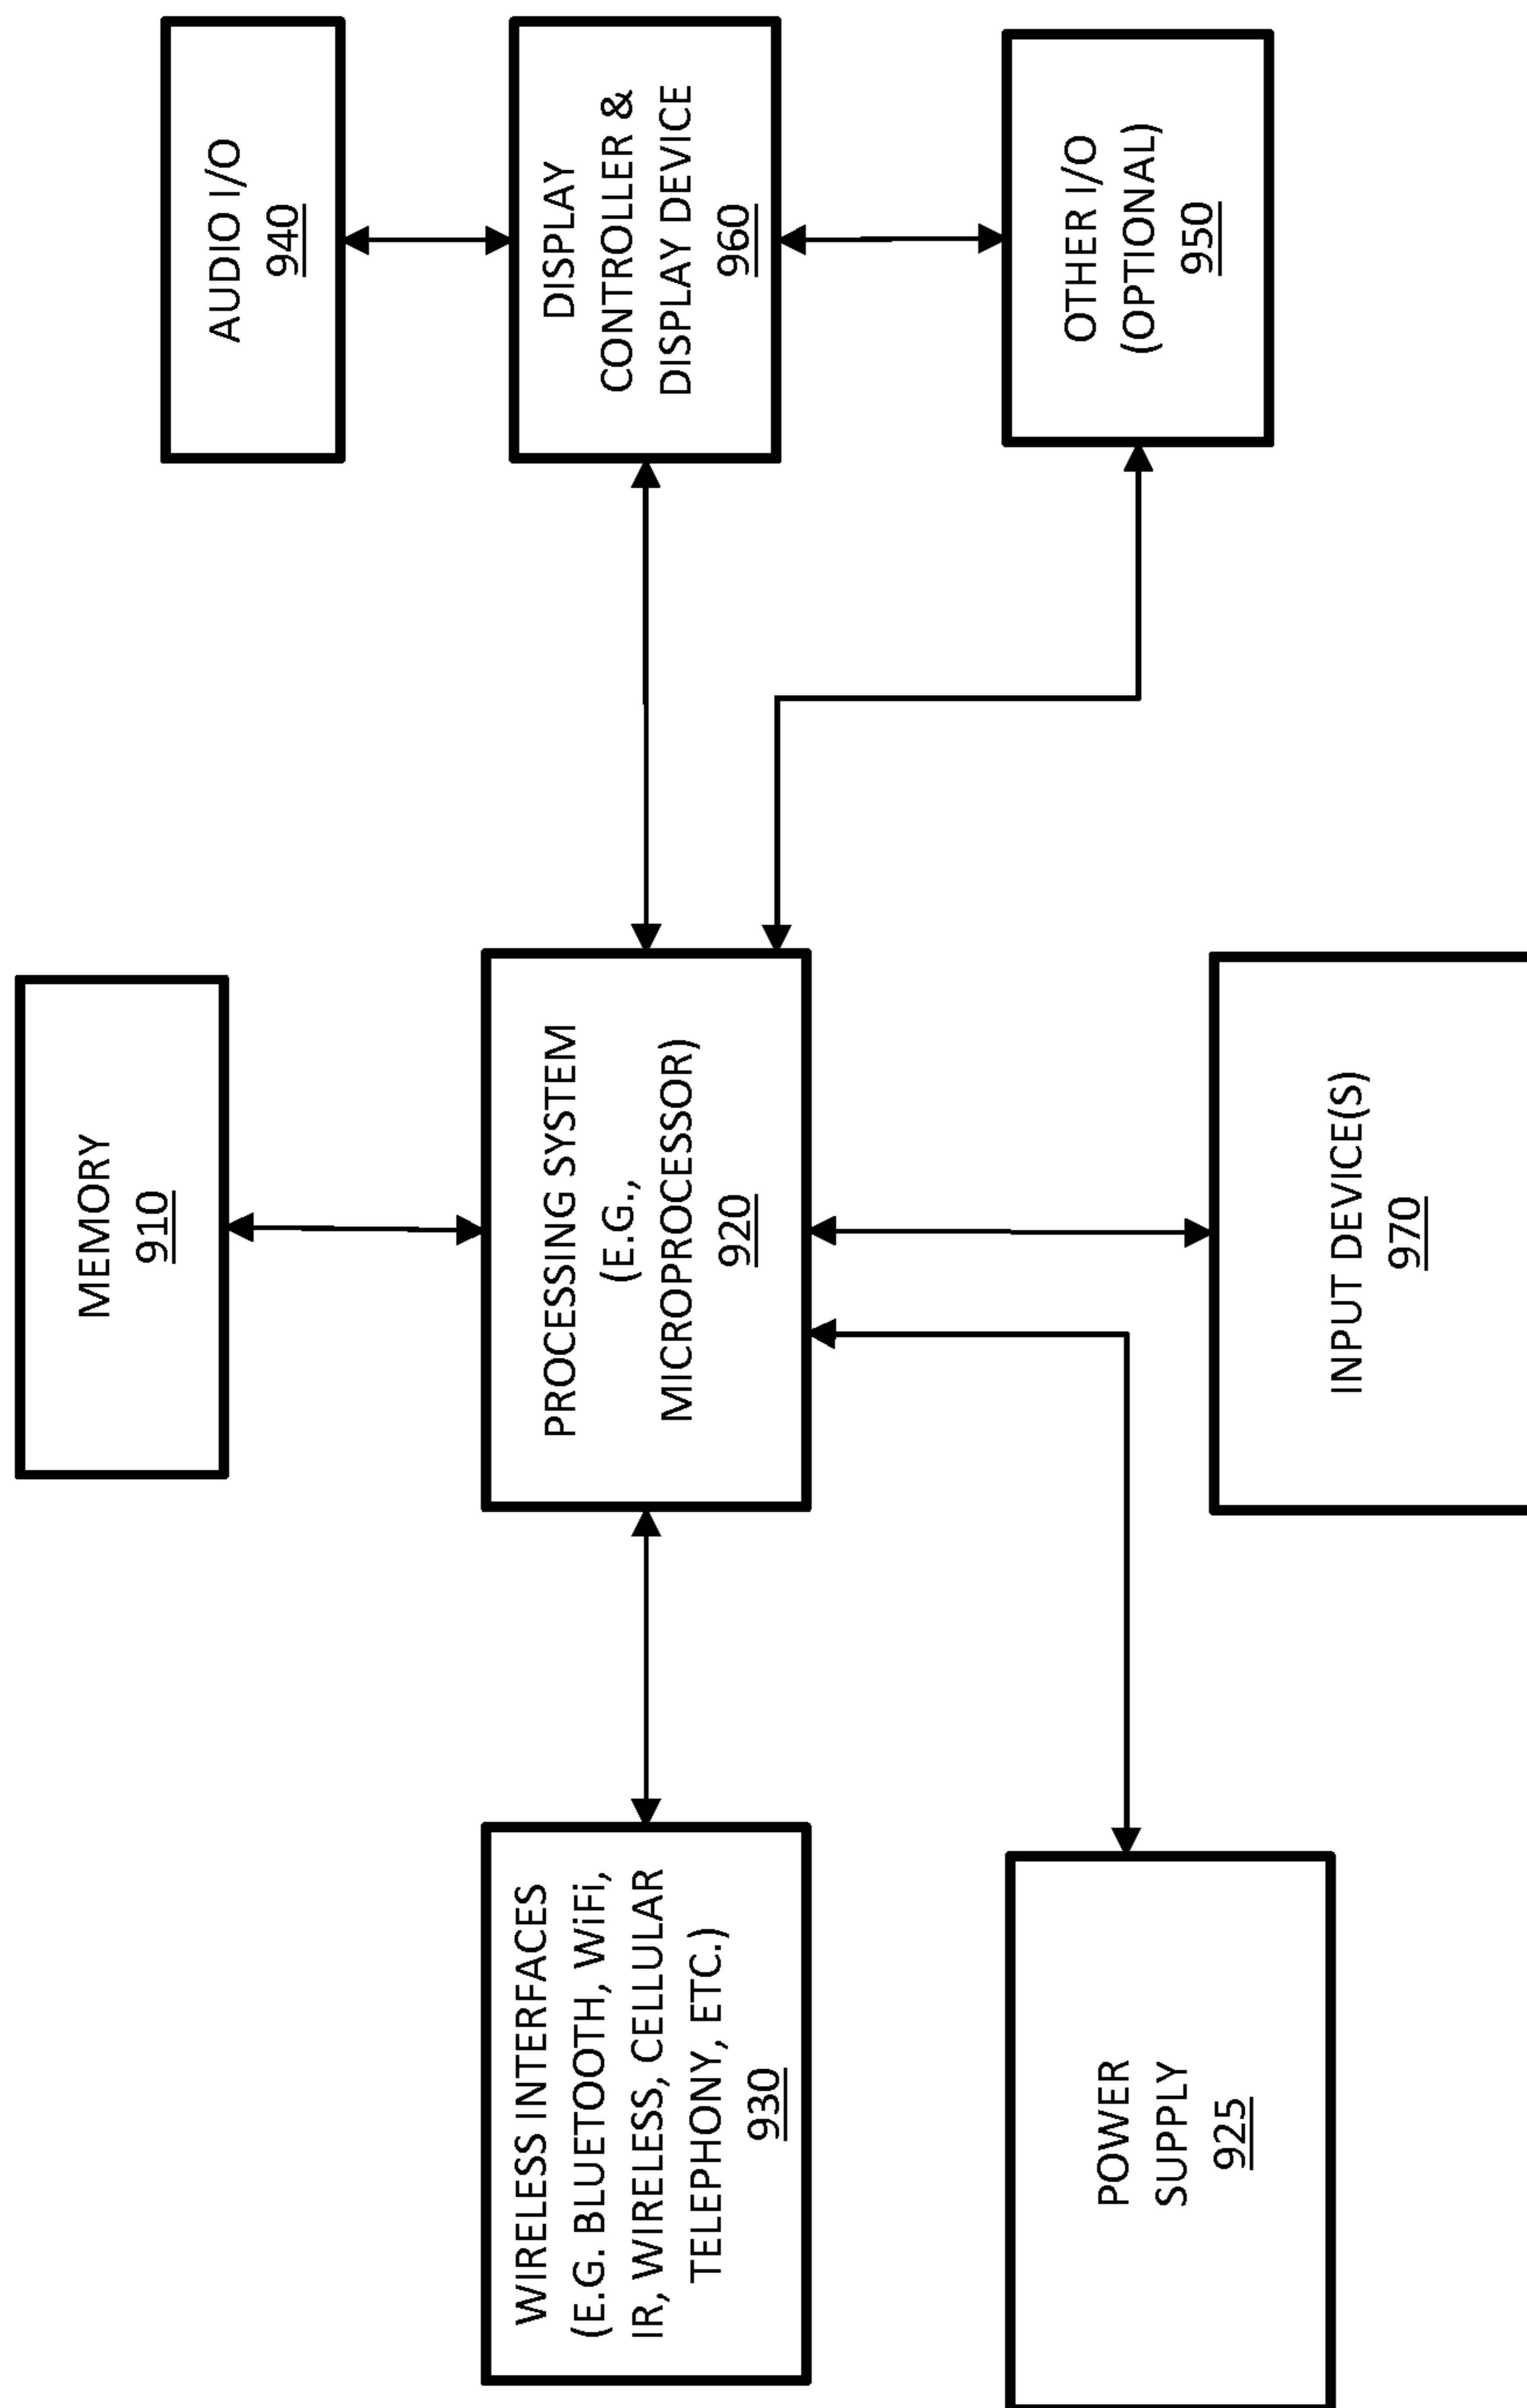 MEMORY
910
AUDIO I/O
940
WIRELESS INTERFACES
(E.G. BLUETOOTH, WiFi,
IR, WIRELESS, CELLULAR
TELEPHONY, ETC.)
930
PROCESSING SYSTEM
(E.G.,
MICROPROCESSOR)
920
DISPLAY
CONTROLLER &
DISPLAY DEVICE
960
POWER
SUPPLY
925
OTHER I/O
(OPTIONAL)
950
INPUT DEVICE(S)
970